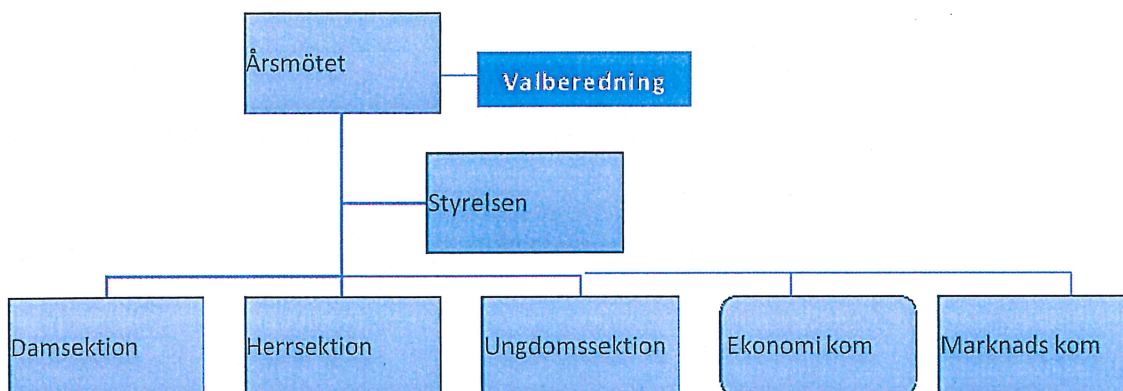 Årsmötet
Valberedning
Styrelsen
Damsektion
Herrsektion
Ungdomssektion
Ekonomi kom
Marknads kom